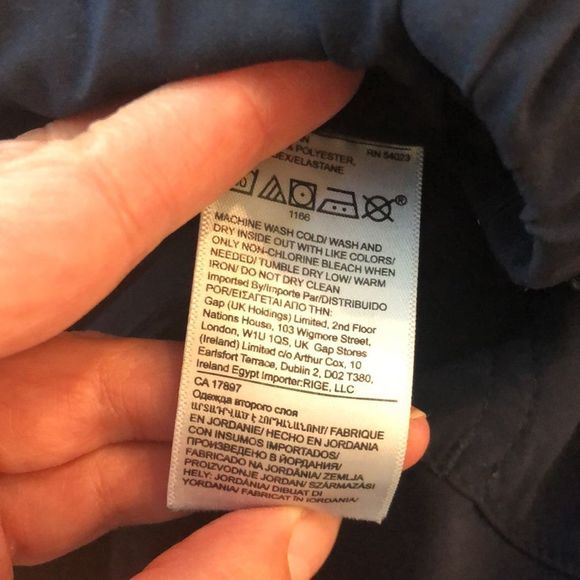 POLYESTER, RN 54023
EX/ELASTANE
®
1166
MACHINE WASH COLD/ WASH AND
DRY INSIDE OUT WITH LIKE COLORS/
ONLY NON-CHLORINE BLEACH WHEN
NEEDED/ TUMBLE DRY LOW/ WARM
IRON/ DO NOT DRY CLEAN
Imported By/Importe Par/DISTRIBUIDO
POR/ΕΙΣΑΓΕΤΑΙ ΑΠΟ ΤΗΝ:
Gap (UK Holdings) Limited, 2nd Floor
Nations House, 103 Wigmore Street,
London, W1U 1QS, UK Gap Stores
(Ireland) Limited c/o Arthur Cox, 10
Earlsfort Terrace, Dublin 2, D02 T380,
Ireland Egypt Importer:RIGE, LLC
CA 17897
Одежда второго слоя
ԱՐՏԱԴՐՎԱԾ Է ՀՈՐԴԱՆԱՆՈՒՄ/ FABRIQUE
EN JORDANIE/ HECHO EN JORDANIA
CON INSUMOS IMPORTADOS/
ПРОИЗВЕДЕНО В ЙОРДАНИЯ/
FABRICADO NA JORDÂNIA/ ZEMLJA
PROIZVODNJE JORDAN/ SZÁRMAZÁSI
HELY: JORDÁNIA/ DIBUAT DI
YORDANIA/ FABRICAT ÎN IORDANIA/